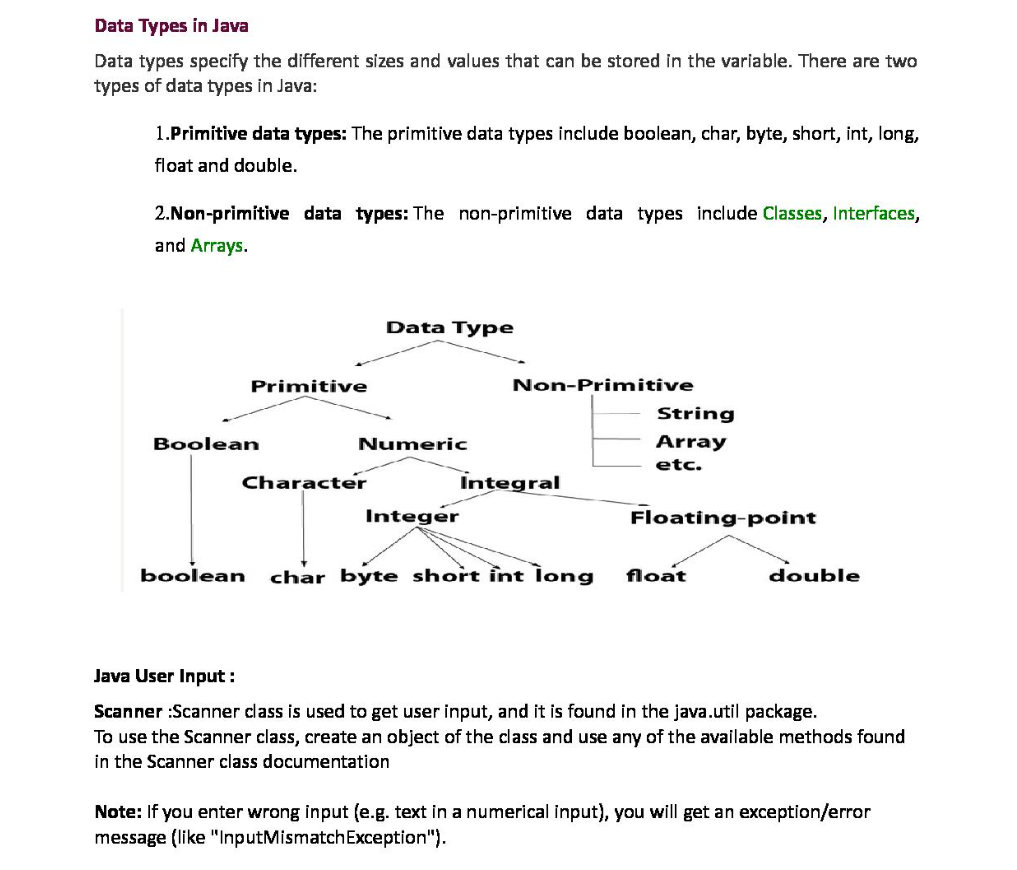 Data Types in Java
Data types specify the different sizes and values that can be stored in the variable. There are two
types of data types in Java:
1.Primitive data types: The primitive data types include boolean, char, byte, short, int, long,
float and double.
2.Non-primitive data types: The non-primitive data types include Classes, Interfaces,
and Arrays.
Data Type
Primitive Non-Primitive
String
Boolean Numeric Array
etc.
Character Integral
Integer Floating-point
boolean char byte short int long float double
Java User Input :
Scanner :Scanner class is used to get user input, and it is found in the java.util package.
To use the Scanner class, create an object of the class and use any of the available methods found
in the Scanner class documentation
Note: If you enter wrong input (e.g. text in a numerical input), you will get an exception/error
message (like "InputMismatchException").